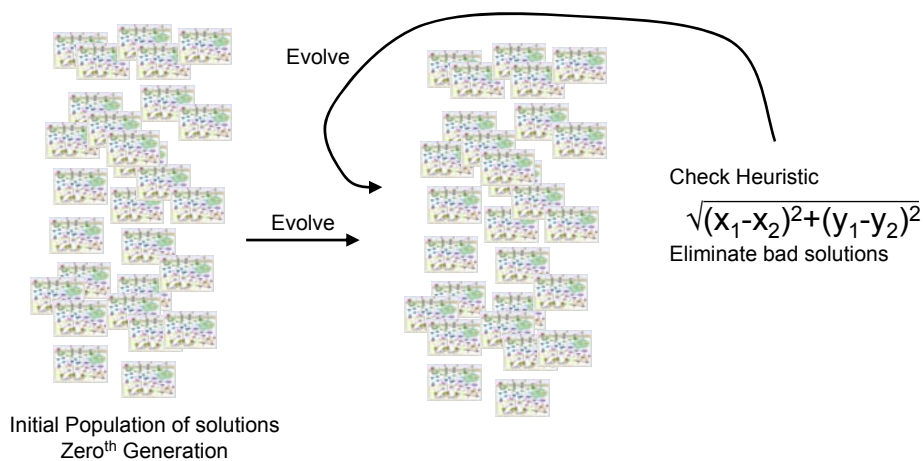 Evolve
Evolve
Check Heuristic
√(x₁-x₂)²+(y₁-y₂)²
Eliminate bad solutions
Initial Population of solutions
Zeroᵗʰ Generation